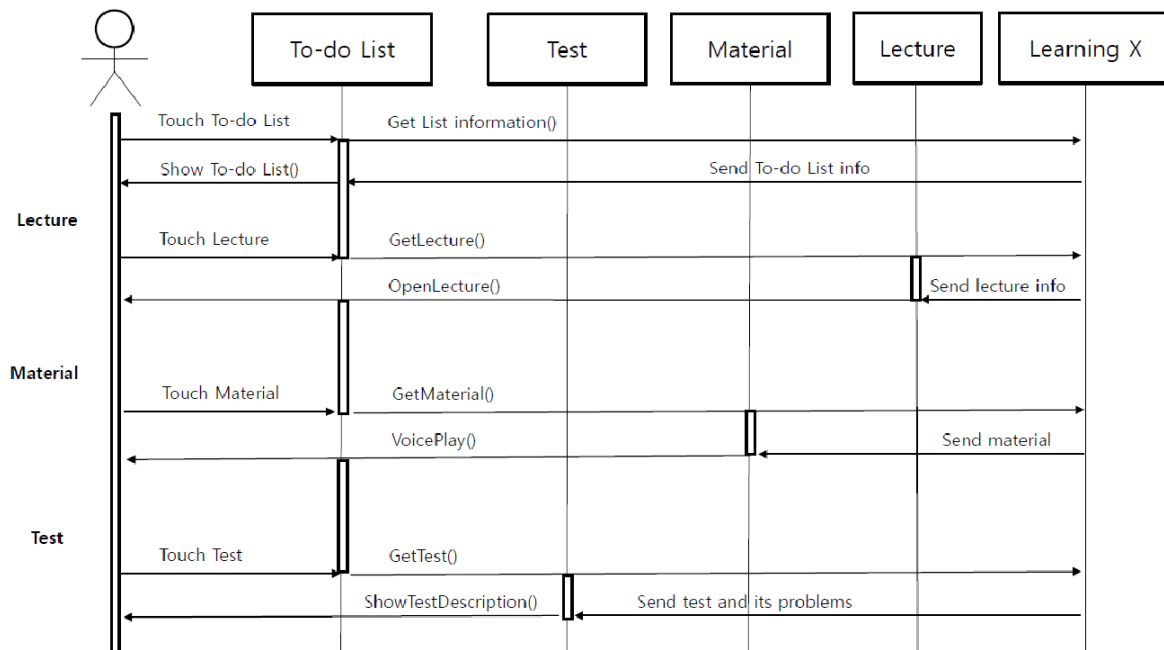 To-do List
Test
Material
Lecture
Learning X
Touch To-do List
Get List information()
Show To-do List()
Send To-do List info
Lecture
Touch Lecture
GetLecture()
OpenLecture()
Send lecture info
Material
Touch Material
GetMaterial()
VoicePlay()
Send material
Test
Touch Test
GetTest()
ShowTestDescription()
Send test and its problems